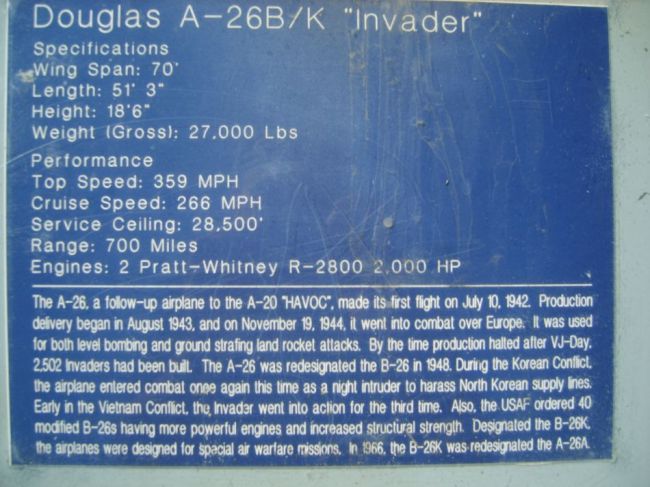 Douglas A-26B/K "Invader"
Specifications
Wing Span: 70'
Length: 51' 3"
Height: 18'6"
Weight (Gross): 27,000 Lbs
Performance
Top Speed: 359 MPH
Cruise Speed: 266 MPH
Service Ceiling: 28,500'
Range: 700 Miles
Engines: 2 Pratt-Whitney R-2800 2,000 HP
The A-26, a follow-up airplane to the A-20 "HAVOC", made its first flight on July 10, 1942. Production
delivery began in August 1943, and on November 19, 1944, it went into combat over Europe. It was used
for both level bombing and ground strafing land rocket attacks. By the time production halted after VJ-Day,
2,502 Invaders had been built. The A-26 was redesignated the B-26 in 1948. During the Korean Conflict,
the airplane entered combat once again this time as a night intruder to harass North Korean supply lines.
Early in the Vietnam Conflict, the Invader went into action for the third time. Also, the USAF ordered 40
modified B-26s having more powerful engines and increased structural strength. Designated the B-26K,
the airplanes were designed for special air warfare missions. In 1966, the B-26K was redesignated the A-26A.